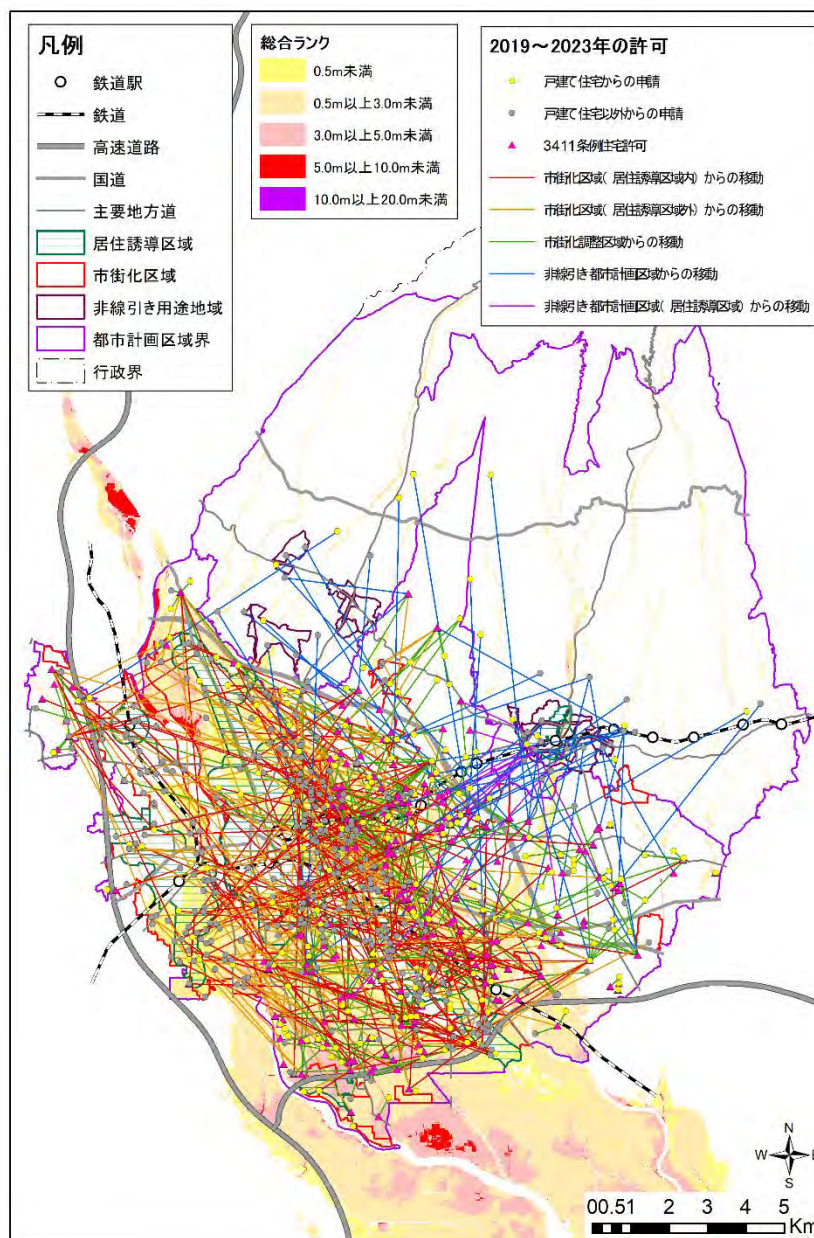 凡例
鉄道駅
鉄道
高速道路
国道
主要地方道
居住誘導区域
市街化区域
非線引き用途地域
都市計画区域界
行政界
総合ランク
0.5m未満
0.5m以上3.0m未満
3.0m以上5.0m未満
5.0m以上10.0m未満
10.0m以上20.0m未満
2019～2023年の許可
戸建て住宅からの申請
戸建て住宅以外からの申請
3411条例住宅許可
市街化区域(居住誘導区域内)からの移動
市街化区域(居住誘導区域外)からの移動
市街化調整区域からの移動
非線引き都市計画区域からの移動
非線引き都市計画区域(居住誘導区域)からの移動
N
W E
S
00.51 2 3 4 5
Km